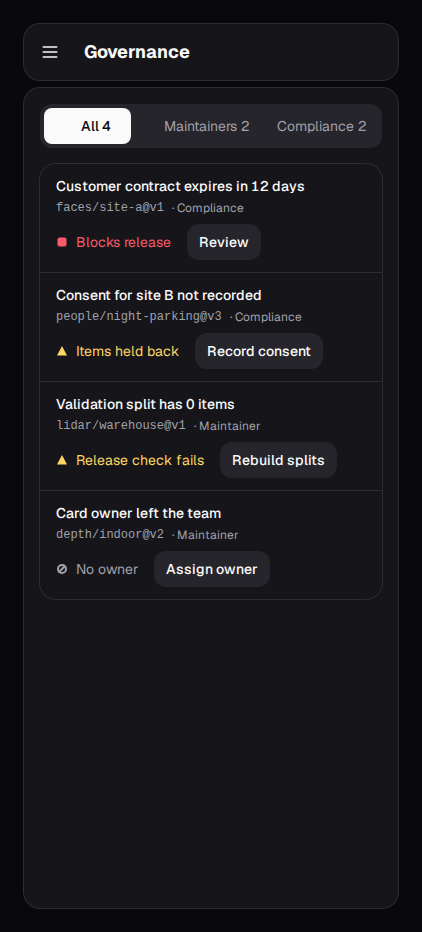 Governance
All 4 Maintainers 2 Compliance 2
Customer contract expires in 12 days
faces/site-a@v1 · Compliance
Blocks release Review
Consent for site B not recorded
people/night-parking@v3 · Compliance
Items held back Record consent
Validation split has 0 items
lidar/warehouse@v1 · Maintainer
Release check fails Rebuild splits
Card owner left the team
depth/indoor@v2 · Maintainer
No owner Assign owner